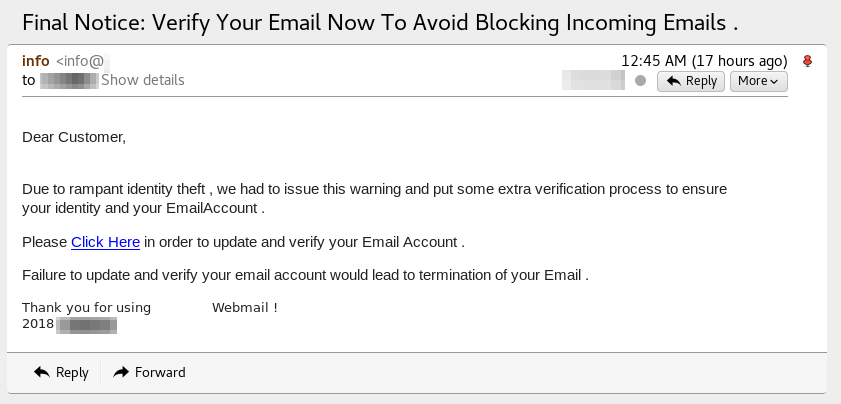 Final Notice: Verify Your Email Now To Avoid Blocking Incoming Emails .
info <info@
12:45 AM (17 hours ago)
to Show details
Reply More
Dear Customer,
Due to rampant identity theft , we had to issue this warning and put some extra verification process to ensure
your identity and your EmailAccount .
Please Click Here in order to update and verify your Email Account .
Failure to update and verify your email account would lead to termination of your Email .
Thank you for using Webmail !
2018
Reply Forward